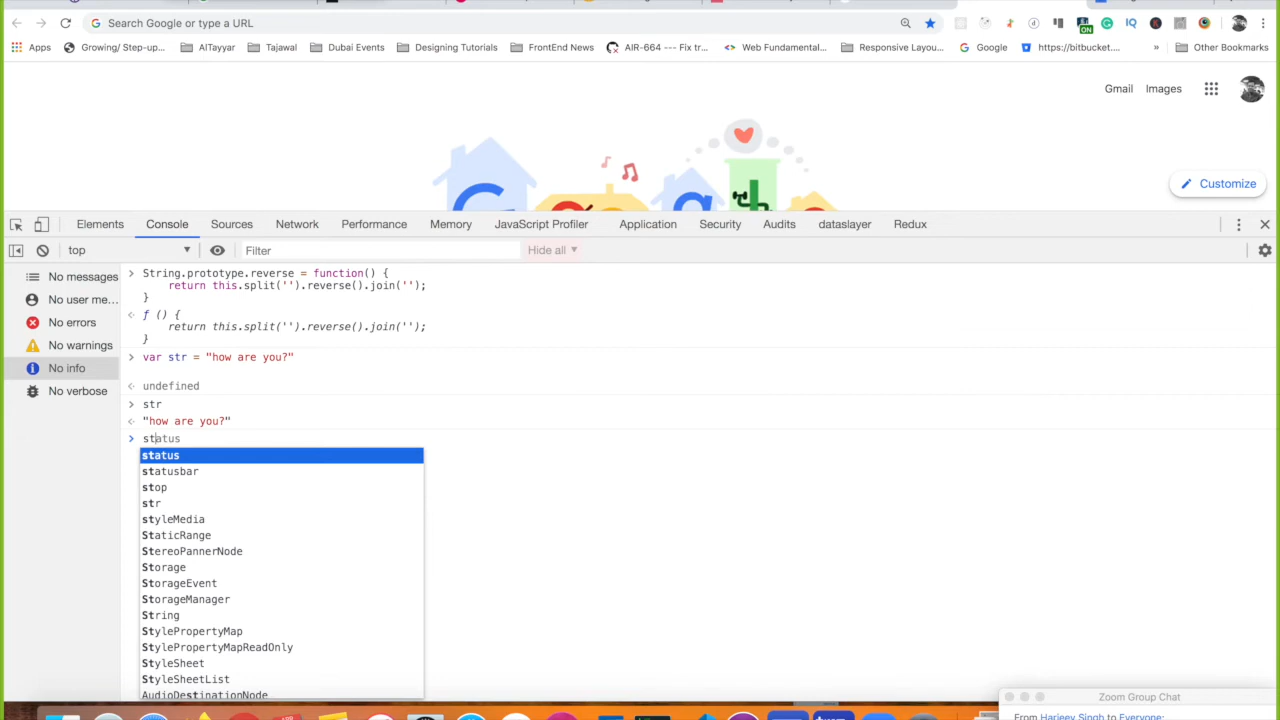 Search Google or type a URL
Apps Growing/ Step-up... AlTayyar Tajawal Dubai Events Designing Tutorials FrontEnd News AIR-664 --- Fix tr... Web Fundamental... Responsive Layou... Google https://bitbucket.... » Other Bookmarks
Gmail Images
Customize
Elements Console Sources Network Performance Memory JavaScript Profiler Application Security Audits dataslayer Redux
top Filter Hide all
No messages
No user me...
No errors
No warnings
No info
No verbose
String.prototype.reverse = function() {
return this.split('').reverse().join('');
}
ƒ () {
return this.split('').reverse().join('');
}
var str = "how are you?"
undefined
str
"how are you?"
status
status
statusbar
stop
str
styleMedia
StaticRange
StereoPannerNode
Storage
StorageEvent
StorageManager
String
StylePropertyMap
StylePropertyMapReadOnly
StyleSheet
StyleSheetList
AudioDestinationNode
Zoom Group Chat
From Harjeev Singh to Everyone: